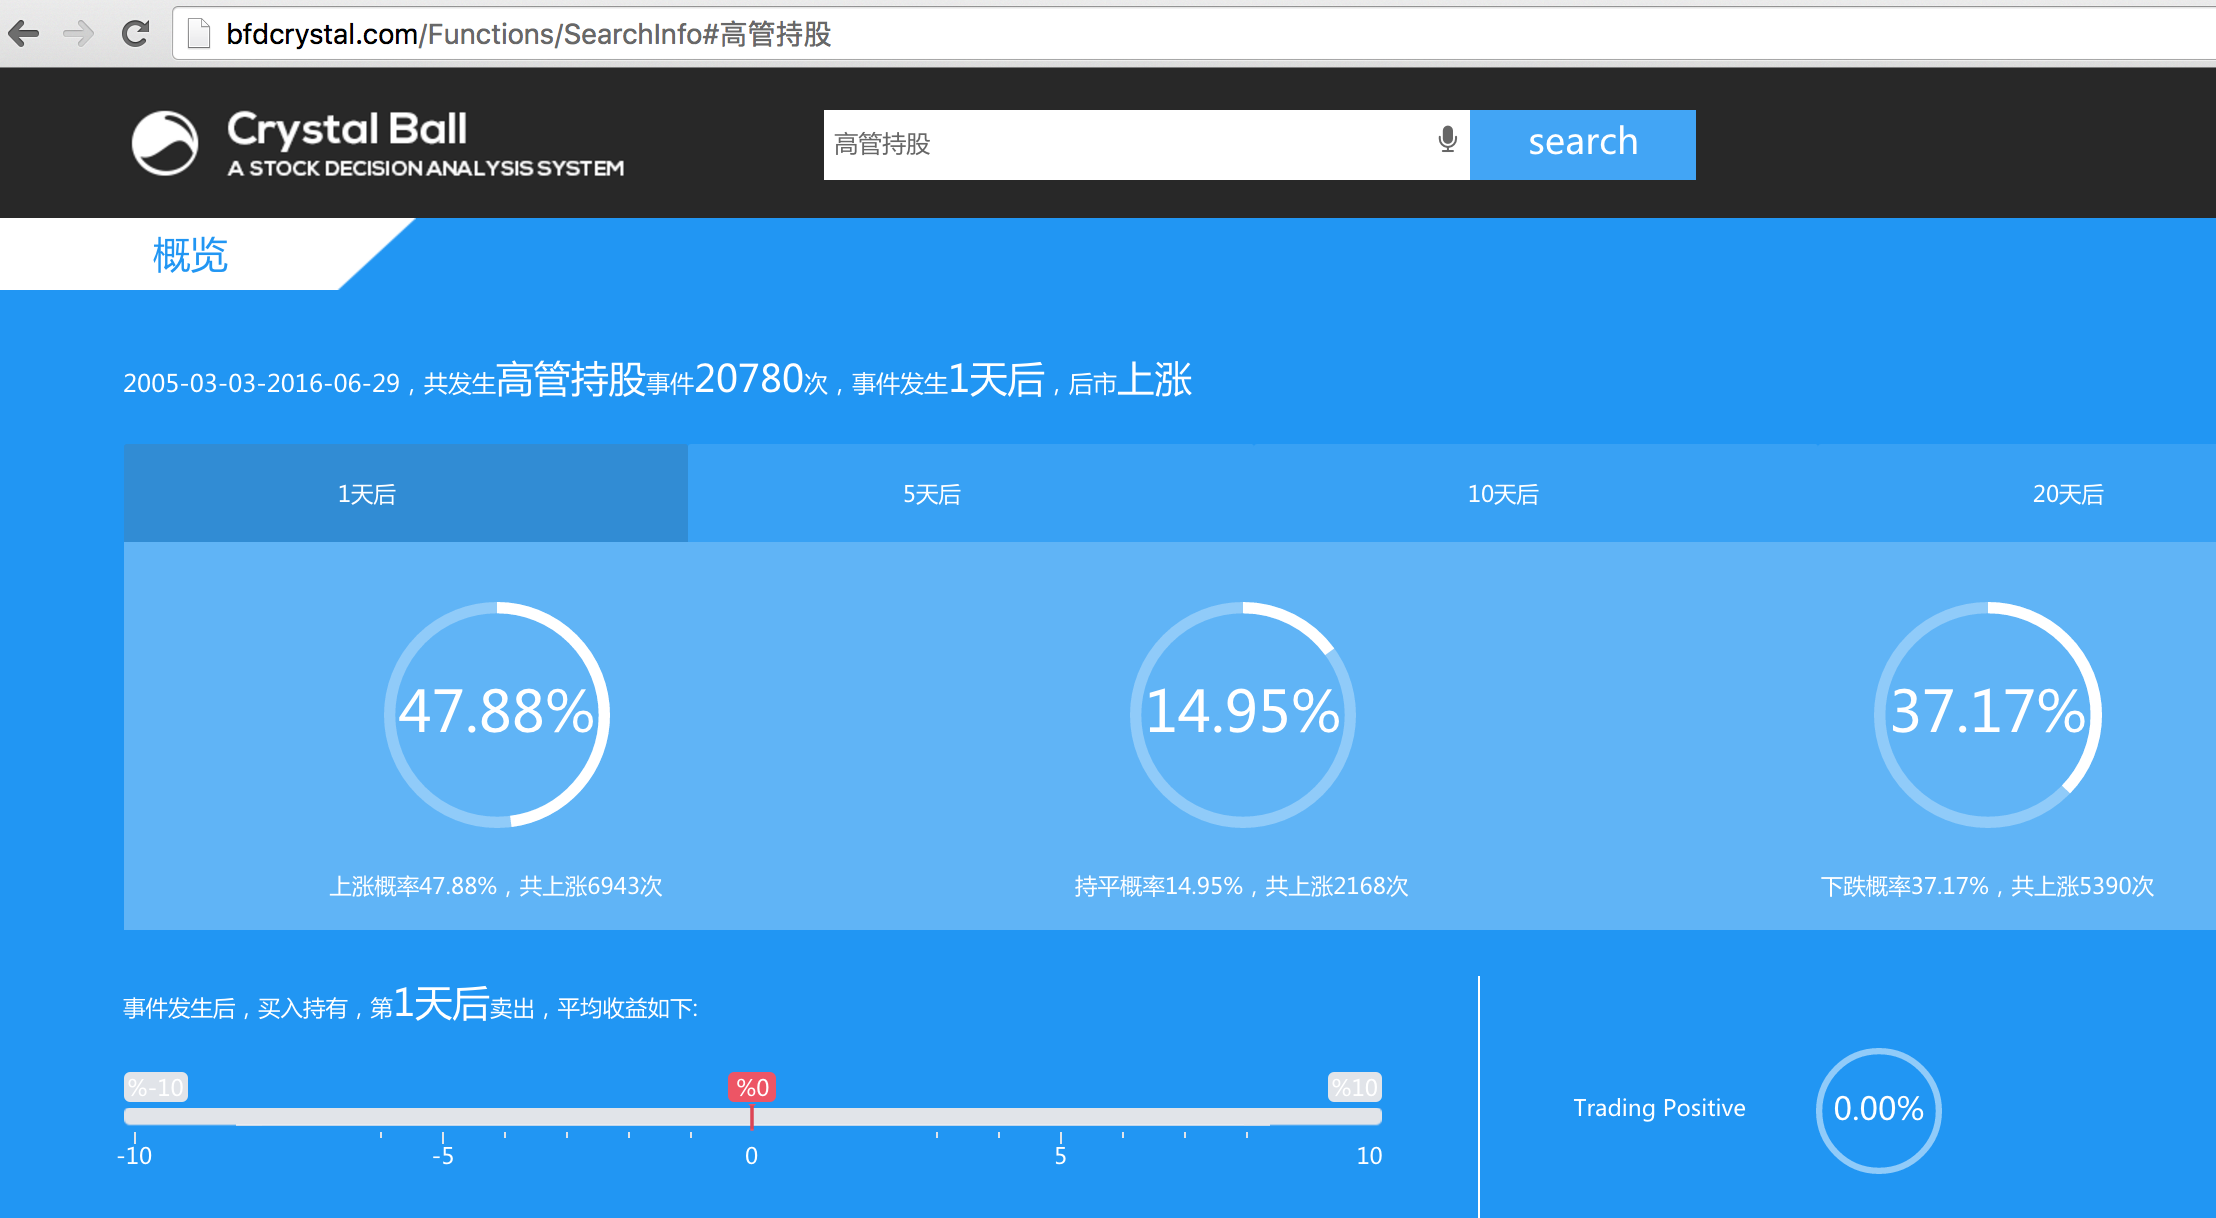 bfdcrystal.com/Functions/SearchInfo#高管持股
Crystal Ball
A STOCK DECISION ANALYSIS SYSTEM
高管持股
search
概览
2005-03-03-2016-06-29，共发生高管持股事件20780次，事件发生1天后，后市上涨
1天后
5天后
10天后
20天后
47.88%
14.95%
37.17%
上涨概率47.88%，共上涨6943次
持平概率14.95%，共上涨2168次
下跌概率37.17%，共上涨5390次
事件发生后，买入持有，第1天后卖出，平均收益如下:
%-10
%0
%10
-10
-5
0
5
10
Trading Positive
0.00%